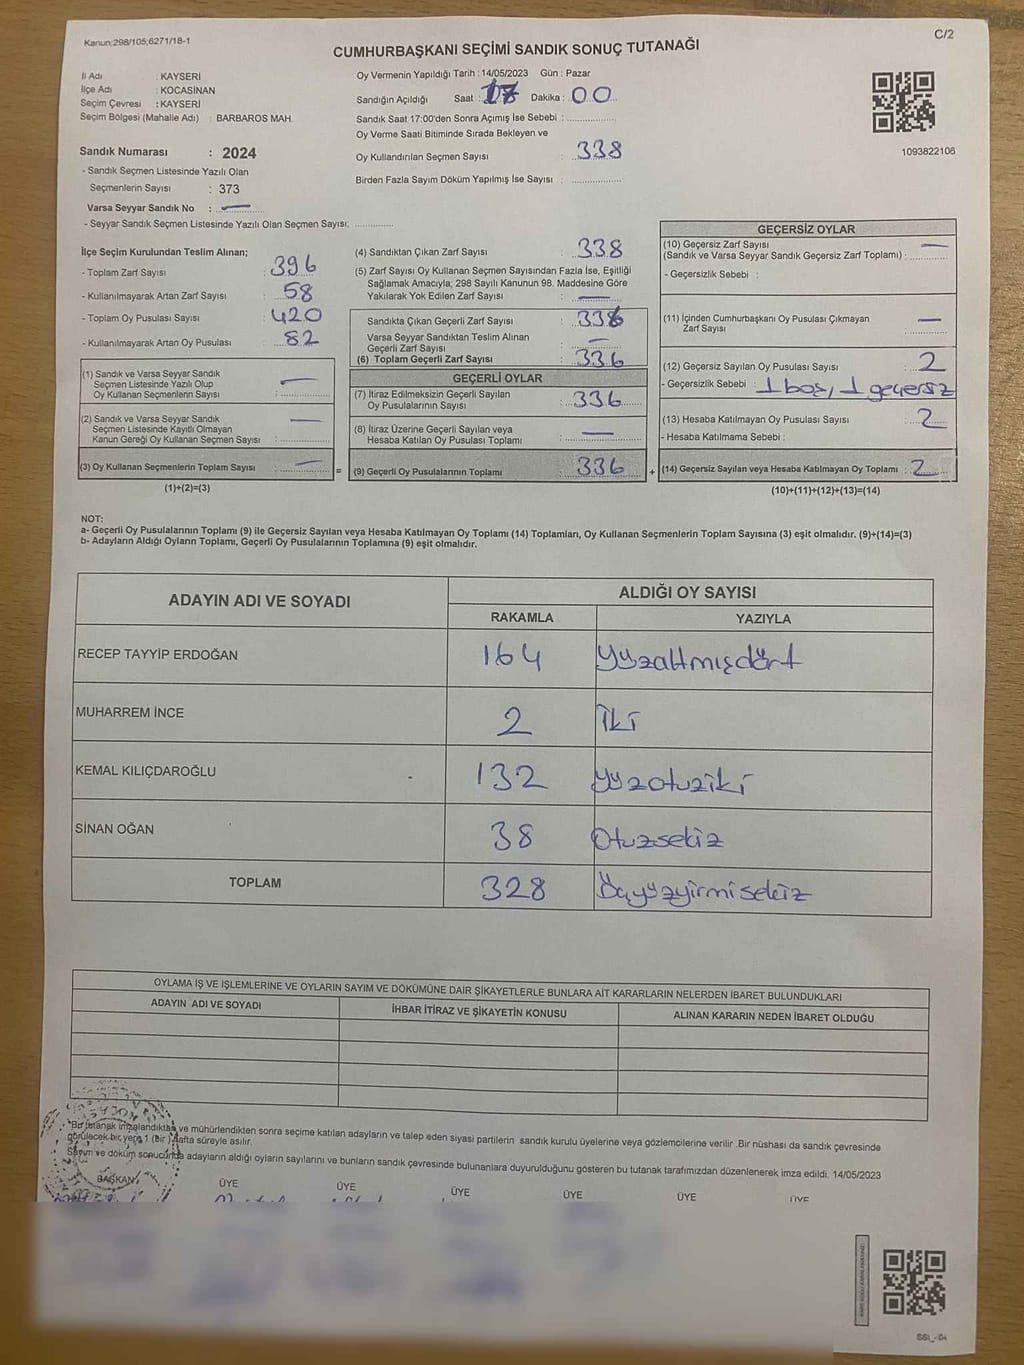 Kanun;298/105;6271/18-1
C/2
CUMHURBAŞKANI SEÇİMİ SANDIK SONUÇ TUTANAĞI
İl Adı : KAYSERİ
İlçe Adı : KOCASİNAN
Seçim Çevresi : KAYSERİ
Seçim Bölgesi (Mahalle Adı) : BARBAROS MAH.
Sandık Numarası : 2024
- Sandık Seçmen Listesinde Yazılı Olan
Seçmenlerin Sayısı : 373
Varsa Seyyar Sandık No : —
- Seyyar Sandık Seçmen Listesinde Yazılı Olan Seçmen Sayısı: ..............
Oy Vermenin Yapıldığı Tarih : 14/05/2023 Gün : Pazar
Sandığın Açıldığı Saat : 17 Dakika : 00
Sandık Saat 17:00'den Sonra Açımış İse Sebebi : ....................
Oy Verme Saati Bitiminde Sırada Bekleyen ve
Oy Kullandırılan Seçmen Sayısı : 338
Birden Fazla Sayım Döküm Yapılmış İse Sayısı : ....................
1093822106
İlçe Seçim Kurulundan Teslim Alınan;
- Toplam Zarf Sayısı : 396
- Kullanılmayarak Artan Zarf Sayısı : 58
- Toplam Oy Pusulası Sayısı : 420
- Kullanılmayarak Artan Oy Pusulası : 82
(1) Sandık ve Varsa Seyyar Sandık
Seçmen Listesinde Yazılı Olup
Oy Kullanan Seçmenlerin Sayısı : —
(2) Sandık ve Varsa Seyyar Sandık
Seçmen Listesinde Kayıtlı Olmayan
Kanun Gereği Oy Kullanan Seçmen Sayısı : —
(3) Oy Kullanan Seçmenlerin Toplam Sayısı : —
(1)+(2)=(3)
=
(4) Sandıktan Çıkan Zarf Sayısı : 338
(5) Zarf Sayısı Oy Kullanan Seçmen Sayısından Fazla İse, Eşitliği
Sağlamak Amacıyla; 298 Sayılı Kanunun 98. Maddesine Göre
Yakılarak Yok Edilen Zarf Sayısı : —
Sandıkta Çıkan Geçerli Zarf Sayısı : 336
Varsa Seyyar Sandıktan Teslim Alınan
Geçerli Zarf Sayısı : —
(6) Toplam Geçerli Zarf Sayısı : 336
GEÇERLİ OYLAR
(7) İtiraz Edilmeksizin Geçerli Sayılan
Oy Pusulalarının Sayısı : 336
(8) İtiraz Üzerine Geçerli Sayılan veya
Hesaba Katılan Oy Pusulası Toplamı : —
(9) Geçerli Oy Pusulalarının Toplamı : 336
+
GEÇERSİZ OYLAR
(10) Geçersiz Zarf Sayısı
(Sandık ve Varsa Seyyar Sandık Geçersiz Zarf Toplamı) : —
- Geçersizlik Sebebi :
(11) İçinden Cumhurbaşkanı Oy Pusulası Çıkmayan
Zarf Sayısı : —
(12) Geçersiz Sayılan Oy Pusulası Sayısı : 2
- Geçersizlik Sebebi : 1 boş, 1 geçersiz
(13) Hesaba Katılmayan Oy Pusulası Sayısı : 2
- Hesaba Katılmama Sebebi :
(14) Geçersiz Sayılan veya Hesaba Katılmayan Oy Toplamı : 2
(10)+(11)+(12)+(13)=(14)
NOT:
a- Geçerli Oy Pusulalarının Toplamı (9) ile Geçersiz Sayılan veya Hesaba Katılmayan Oy Toplamı (14) Toplamları, Oy Kullanan Seçmenlerin Toplam Sayısına (3) eşit olmalıdır. (9)+(14)=(3)
b- Adayların Aldığı Oyların Toplamı, Geçerli Oy Pusulalarının Toplamına (9) eşit olmalıdır.
ADAYIN ADI VE SOYADI
ALDIĞI OY SAYISI
RAKAMLA YAZIYLA
RECEP TAYYİP ERDOĞAN 164 Yüzaltmışdört
MUHARREM İNCE 2 İki
KEMAL KILIÇDAROĞLU 132 Yüzotuziki
SİNAN OĞAN 38 Otuzsekiz
TOPLAM 328 Üçyüzyirmisekiz
OYLAMA İŞ VE İŞLEMLERİNE VE OYLARIN SAYIM VE DÖKÜMÜNE DAİR ŞİKAYETLERLE BUNLARA AİT KARARLARIN NELERDEN İBARET BULUNDUKLARI
ADAYIN ADI VE SOYADI İHBAR İTİRAZ VE ŞİKAYETİN KONUSU ALINAN KARARIN NEDEN İBARET OLDUĞU
*Bu tutanak imzalandıktan ve mühürlendikten sonra seçime katılan adayların ve talep eden siyasi partilerin sandık kurulu üyelerine veya gözlemcilerine verilir .Bir nüshası da sandık çevresinde
görülecek bir yere 1 (Bir ) hafta süreyle asılır.
Sayım ve döküm sonucunda adayların aldığı oyların sayılarını ve bunların sandık çevresinde bulunanlara duyurulduğunu gösteren bu tutanak tarafımızdan düzenlenerek imza edildi. 14/05/2023
BAŞKAN ÜYE ÜYE ÜYE ÜYE ÜYE ÜYE